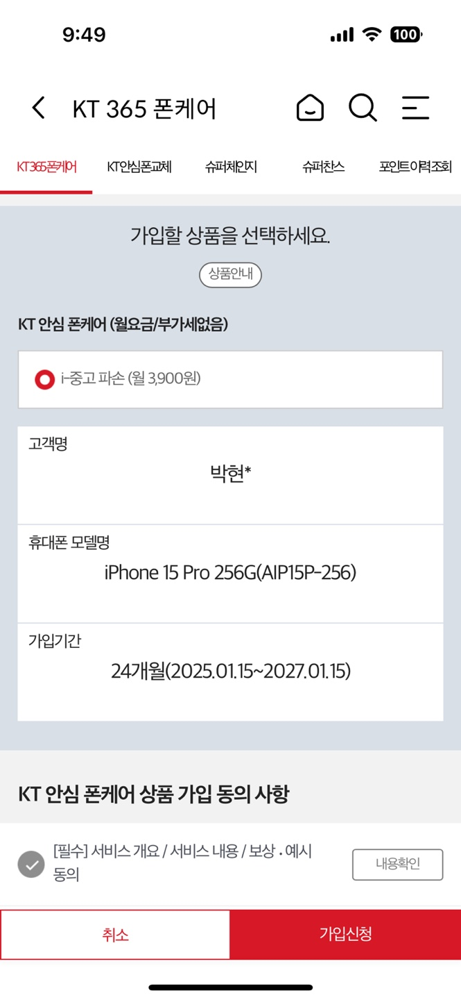 9:49
100
KT 365 폰케어
KT365폰케어 KT안심폰교체 슈퍼체인지 슈퍼찬스 포인트이력조회
가입할 상품을 선택하세요.
상품안내
KT 안심 폰케어 (월요금/부가세없음)
i-중고 파손 (월 3,900원)
고객명
박현*
휴대폰 모델명
iPhone 15 Pro 256G(AIP15P-256)
가입기간
24개월(2025.01.15~2027.01.15)
KT 안심 폰케어 상품 가입 동의 사항
[필수] 서비스 개요 / 서비스 내용 / 보상 · 예시
동의
내용확인
취소 가입신청